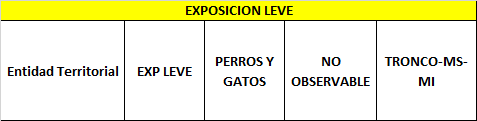 EXPOSICION LEVE
Entidad Territorial
EXP LEVE
PERROS Y
GATOS
NO
OBSERVABLE
TRONCO-MS-
MI